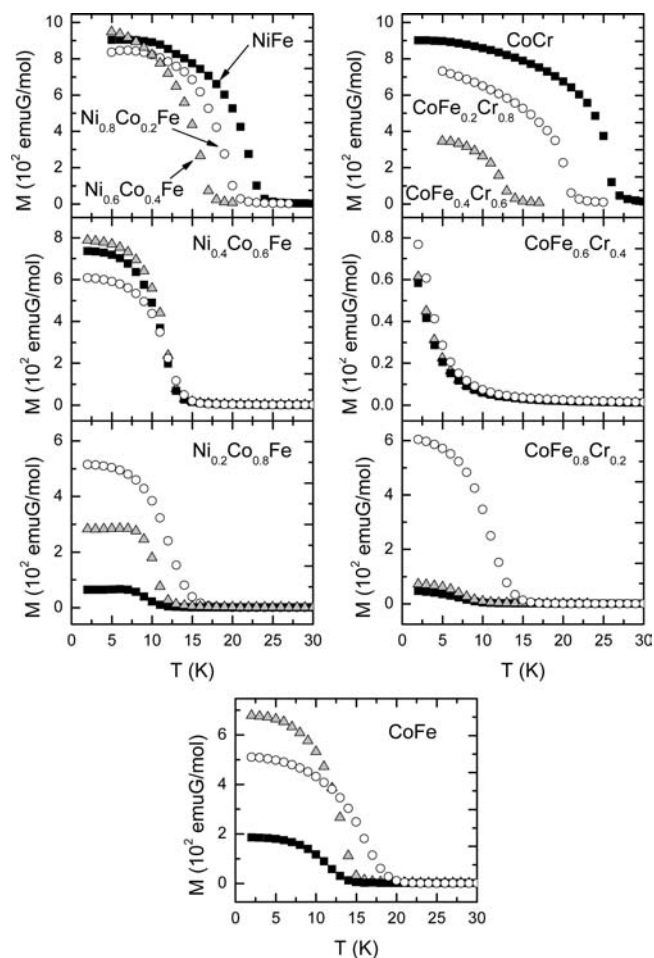 10
8
6
4
2
0
M (10² emuG/mol)
NiFe
Ni₀.₈Co₀.₂Fe
Ni₀.₆Co₀.₄Fe
10
8
6
4
2
0
M (10² emuG/mol)
CoCr
CoFe₀.₂Cr₀.₈
CoFe₀.₄Cr₀.₆
8
6
4
2
0
M (10² emuG/mol)
Ni₀.₄Co₀.₆Fe
0.8
0.6
0.4
0.2
0.0
M (10² emuG/mol)
CoFe₀.₆Cr₀.₄
6
4
2
0
M (10² emuG/mol)
Ni₀.₂Co₀.₈Fe
0 5 10 15 20 25 30
T (K)
6
4
2
0
M (10² emuG/mol)
CoFe₀.₈Cr₀.₂
0 5 10 15 20 25 30
T (K)
6
4
2
0
M (10² emuG/mol)
CoFe
0 5 10 15 20 25 30
T (K)